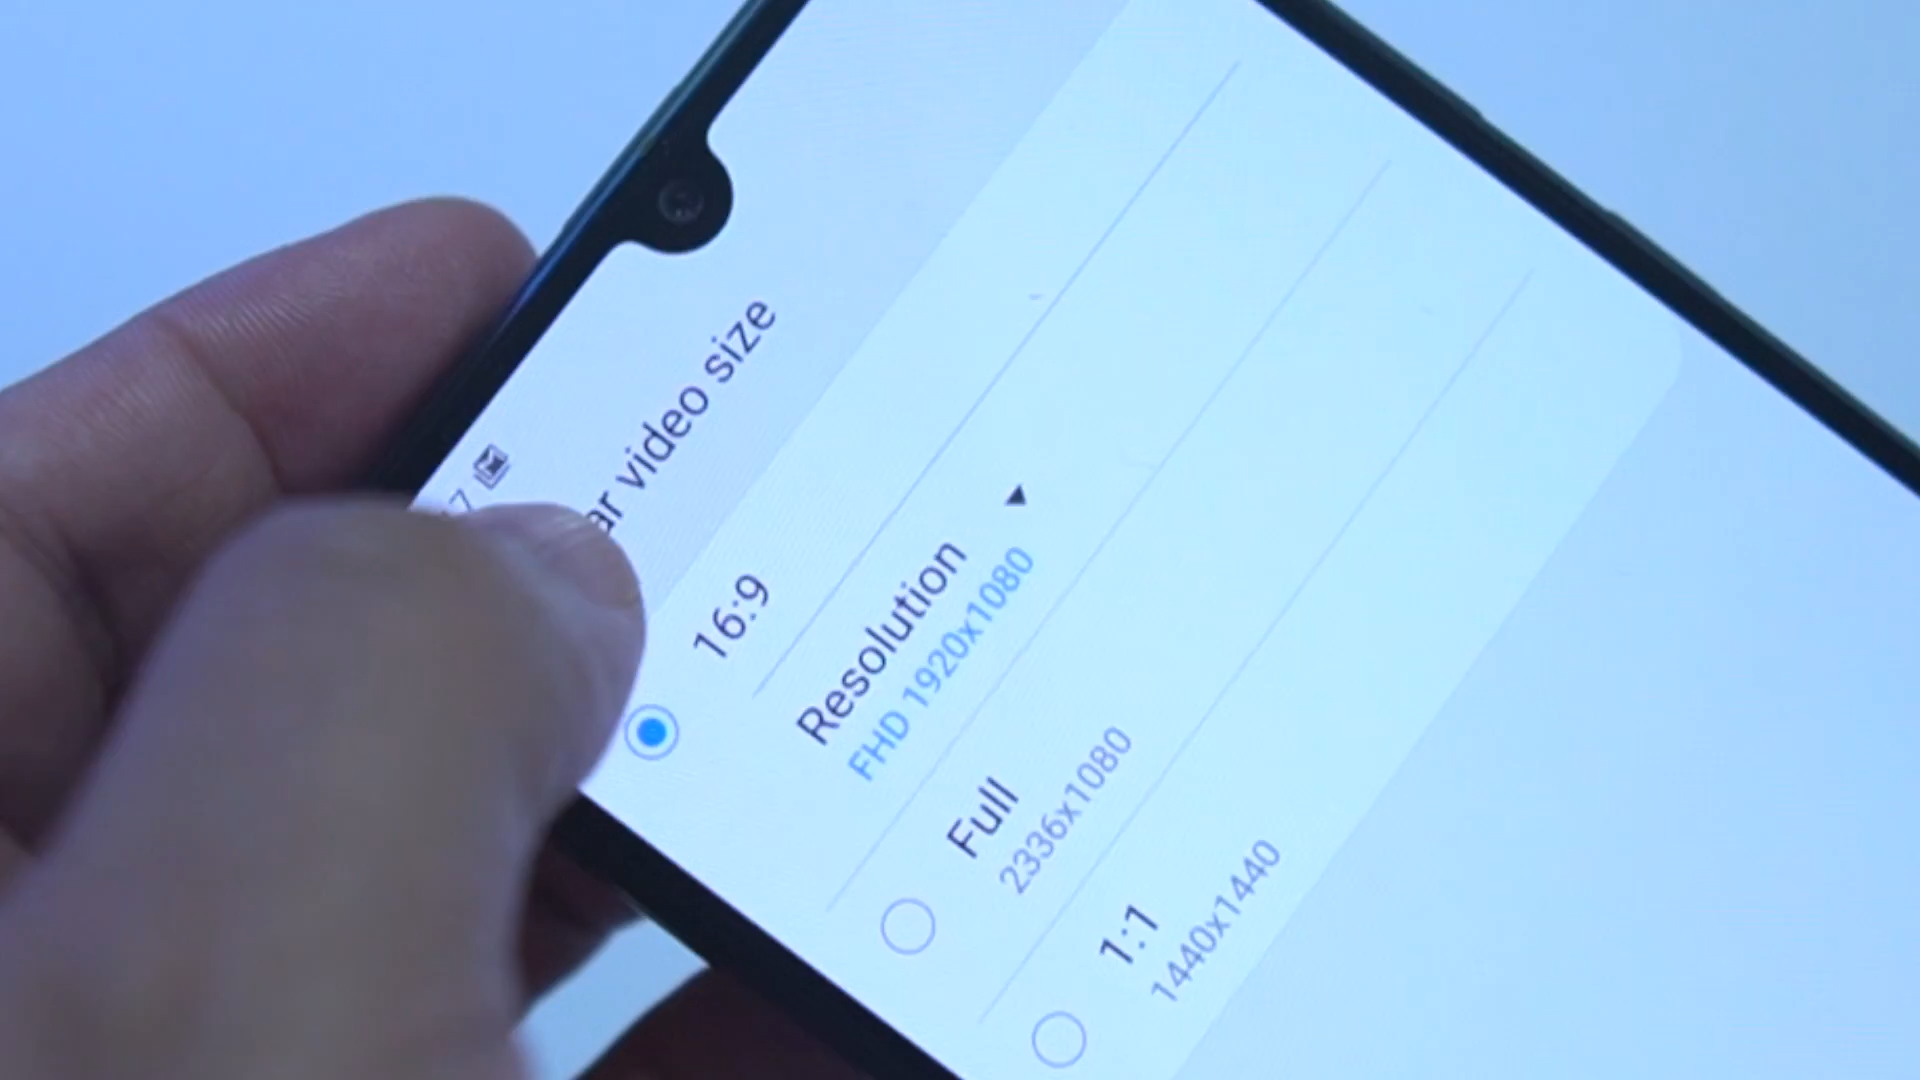 video size
16:9
Resolution
FHD 1920x1080
Full
2336x1080
1:1
1440x1440